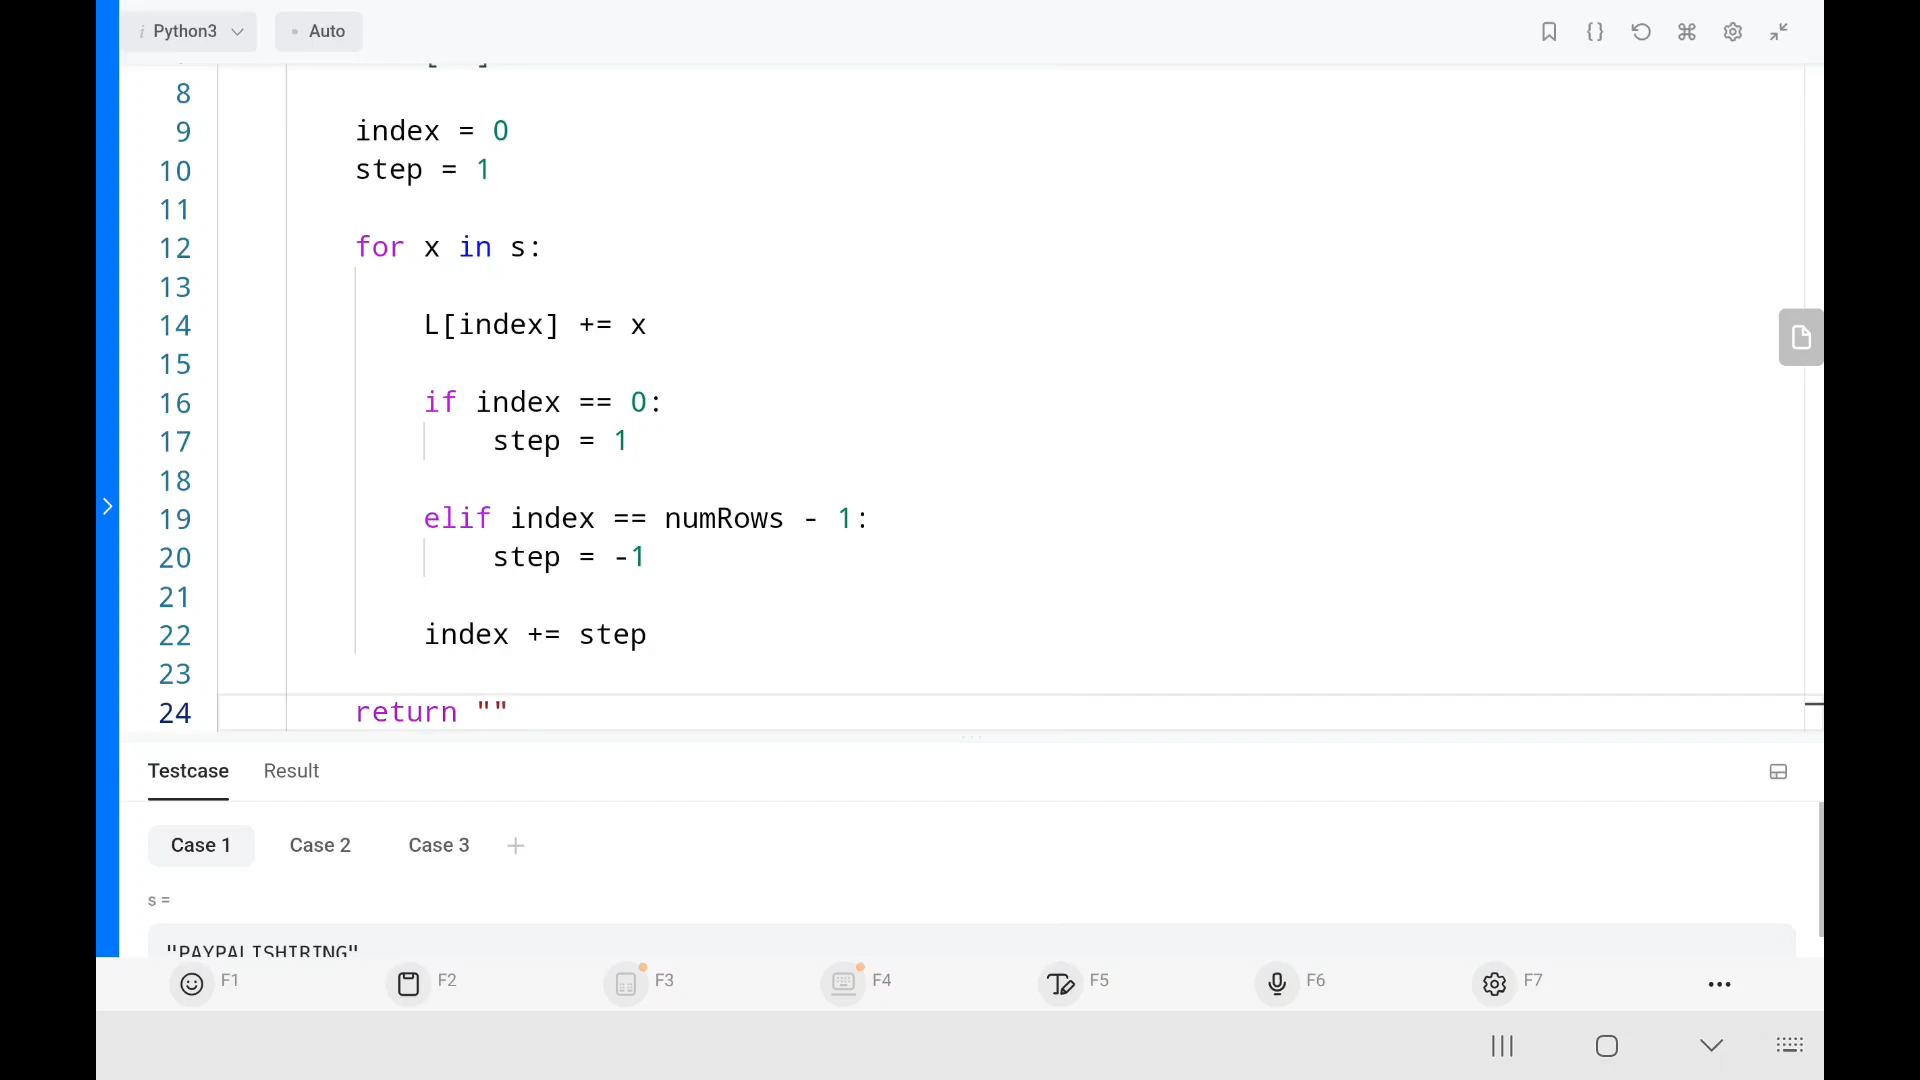 i Python3
Auto
8
9 index = 0
10 step = 1
11
12 for x in s:
13
14 L[index] += x
15
16 if index == 0:
17 step = 1
18
19 elif index == numRows - 1:
20 step = -1
21
22 index += step
23
24 return ""
Testcase Result
Case 1 Case 2 Case 3
s =
"PAYPALISHIRING"
F1 F2 F3 F4 F5 F6 F7